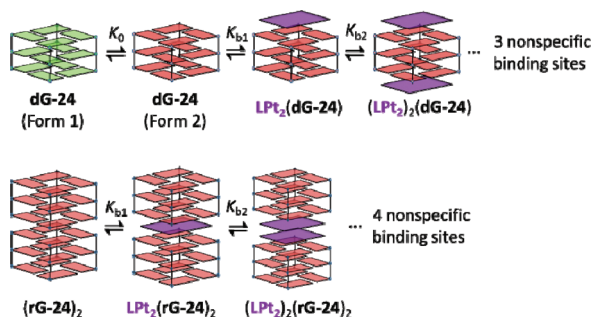 K0 Kb1 Kb2
⇌ ⇌ ⇌ ... 3 nonspecific
binding sites
dG-24 dG-24 LPt2(dG-24) (LPt2)2(dG-24)
(Form 1) (Form 2)
Kb1 Kb2
⇌ ⇌ ... 4 nonspecific
binding sites
(rG-24)2 LPt2(rG-24)2 (LPt2)2(rG-24)2